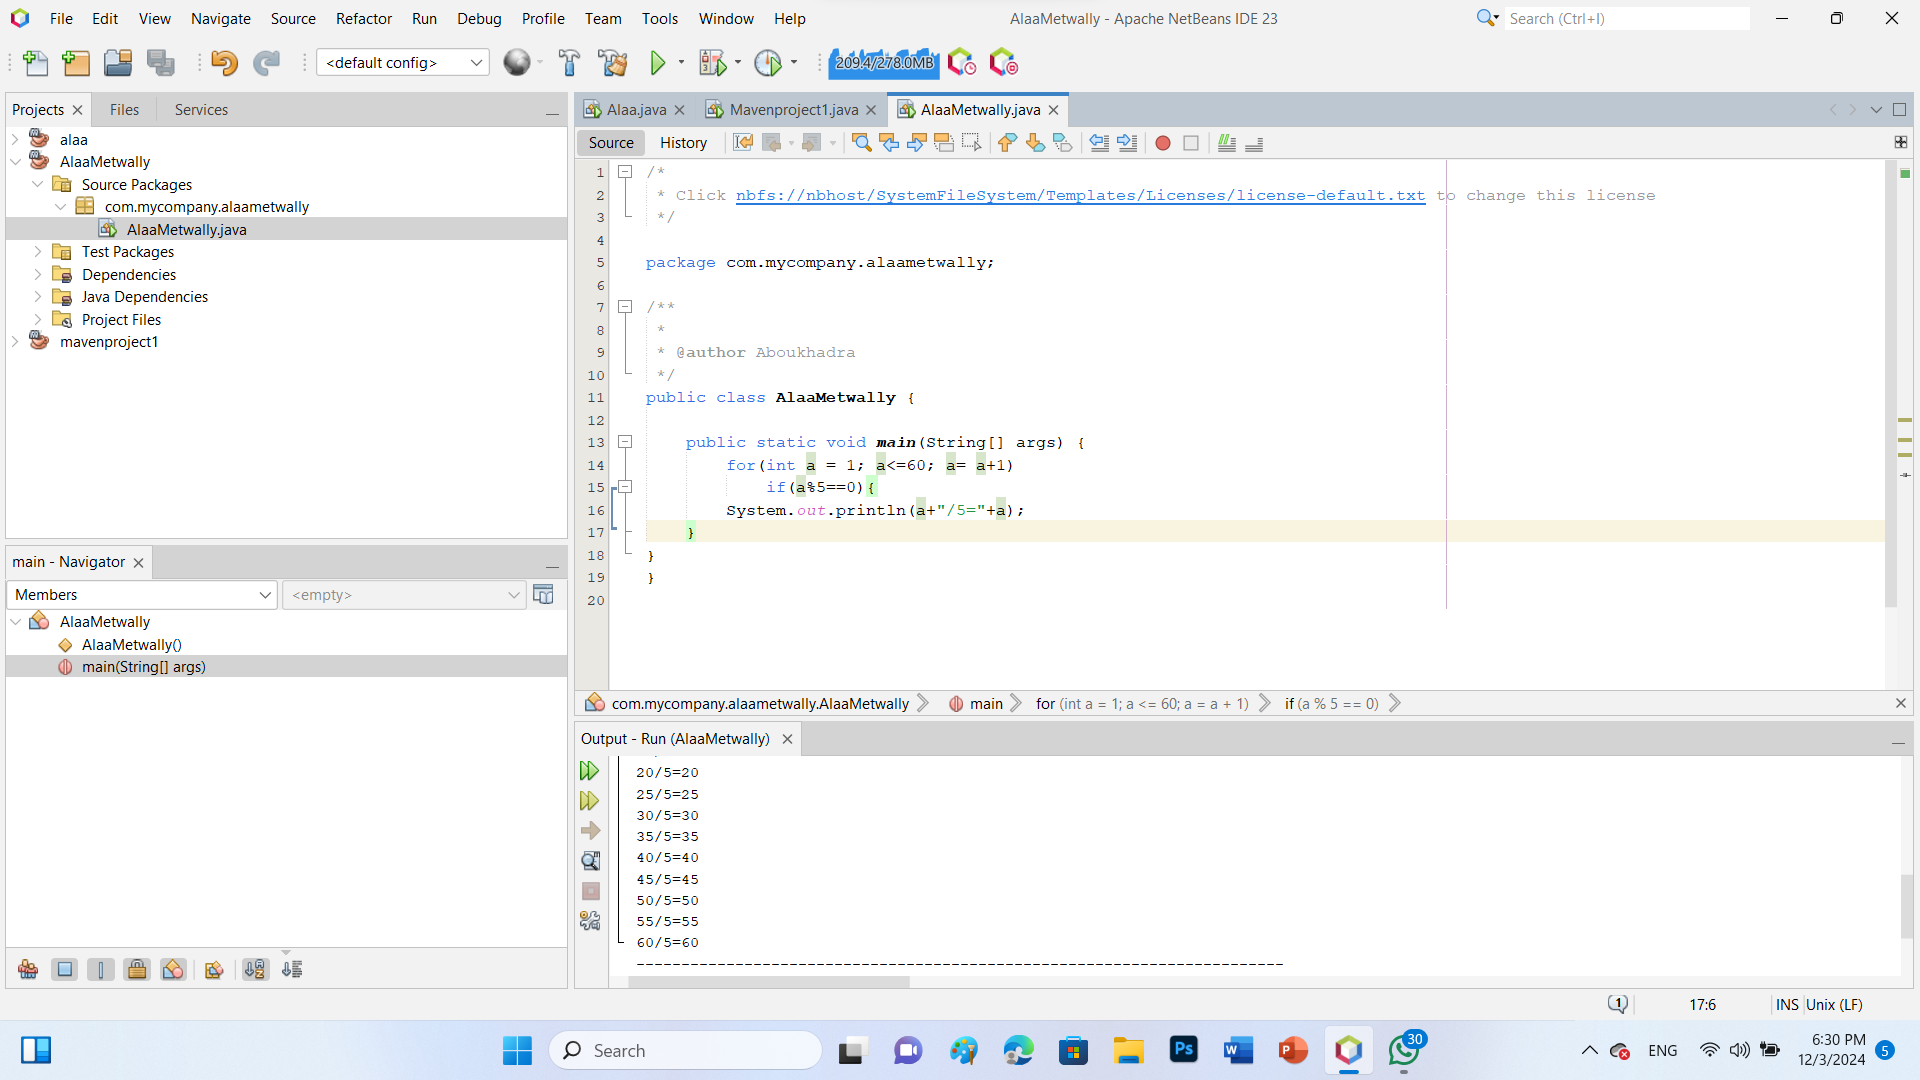 File Edit View Navigate Source Refactor Run Debug Profile Team Tools Window Help
AlaaMetwally - Apache NetBeans IDE 23
Search (Ctrl+I)
<default config>
209.4/278.0MB
Projects Files Services
alaa
AlaaMetwally
Source Packages
com.mycompany.alaametwally
AlaaMetwally.java
Test Packages
Dependencies
Java Dependencies
Project Files
mavenproject1
main - Navigator
Members
<empty>
AlaaMetwally
AlaaMetwally()
main(String[] args)
Alaa.java Mavenproject1.java AlaaMetwally.java
Source History
1 /*
2 * Click nbfs://nbhost/SystemFileSystem/Templates/Licenses/license-default.txt to change this license
3 */
4
5 package com.mycompany.alaametwally;
6
7 /**
8 *
9 * @author Aboukhadra
10 */
11 public class AlaaMetwally {
12
13 public static void main(String[] args) {
14 for(int a = 1; a<=60; a= a+1)
15 if(a%5==0){
16 System.out.println(a+"/5="+a);
17 }
18 }
19 }
20
com.mycompany.alaametwally.AlaaMetwally main for (int a = 1; a <= 60; a = a + 1) if (a % 5 == 0)
Output - Run (AlaaMetwally)
20/5=20
25/5=25
30/5=30
35/5=35
40/5=40
45/5=45
50/5=50
55/5=55
60/5=60
------------------------------------------------------------------------
1
17:6
INS
Unix (LF)
Search
Ps
W
P
30
ENG
6:30 PM
12/3/2024
5